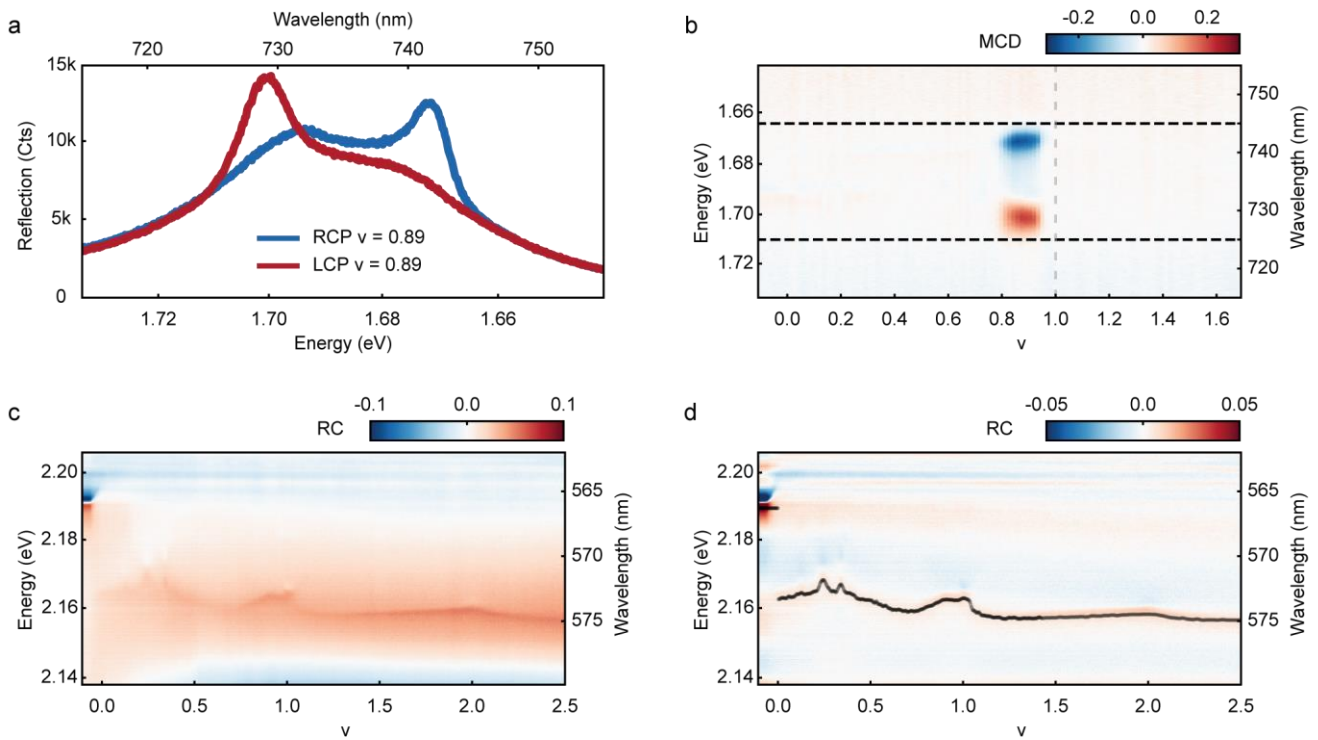 a
Wavelength (nm)
720 730 740 750
15k
10k
5k
0
Reflection (Cts)
RCP v = 0.89
LCP v = 0.89
1.72 1.70 1.68 1.66
Energy (eV)
b
MCD
-0.2 0.0 0.2
1.66
1.68
1.70
1.72
Energy (eV)
750
740
730
720
Wavelength (nm)
0.0 0.2 0.4 0.6 0.8 1.0 1.2 1.4 1.6
v
c
RC
-0.1 0.0 0.1
2.20
2.18
2.16
2.14
Energy (eV)
565
570
575
Wavelength (nm)
0.0 0.5 1.0 1.5 2.0 2.5
v
d
RC
-0.05 0.0 0.05
2.20
2.18
2.16
2.14
Energy (eV)
565
570
575
Wavelength (nm)
0.0 0.5 1.0 1.5 2.0 2.5
v